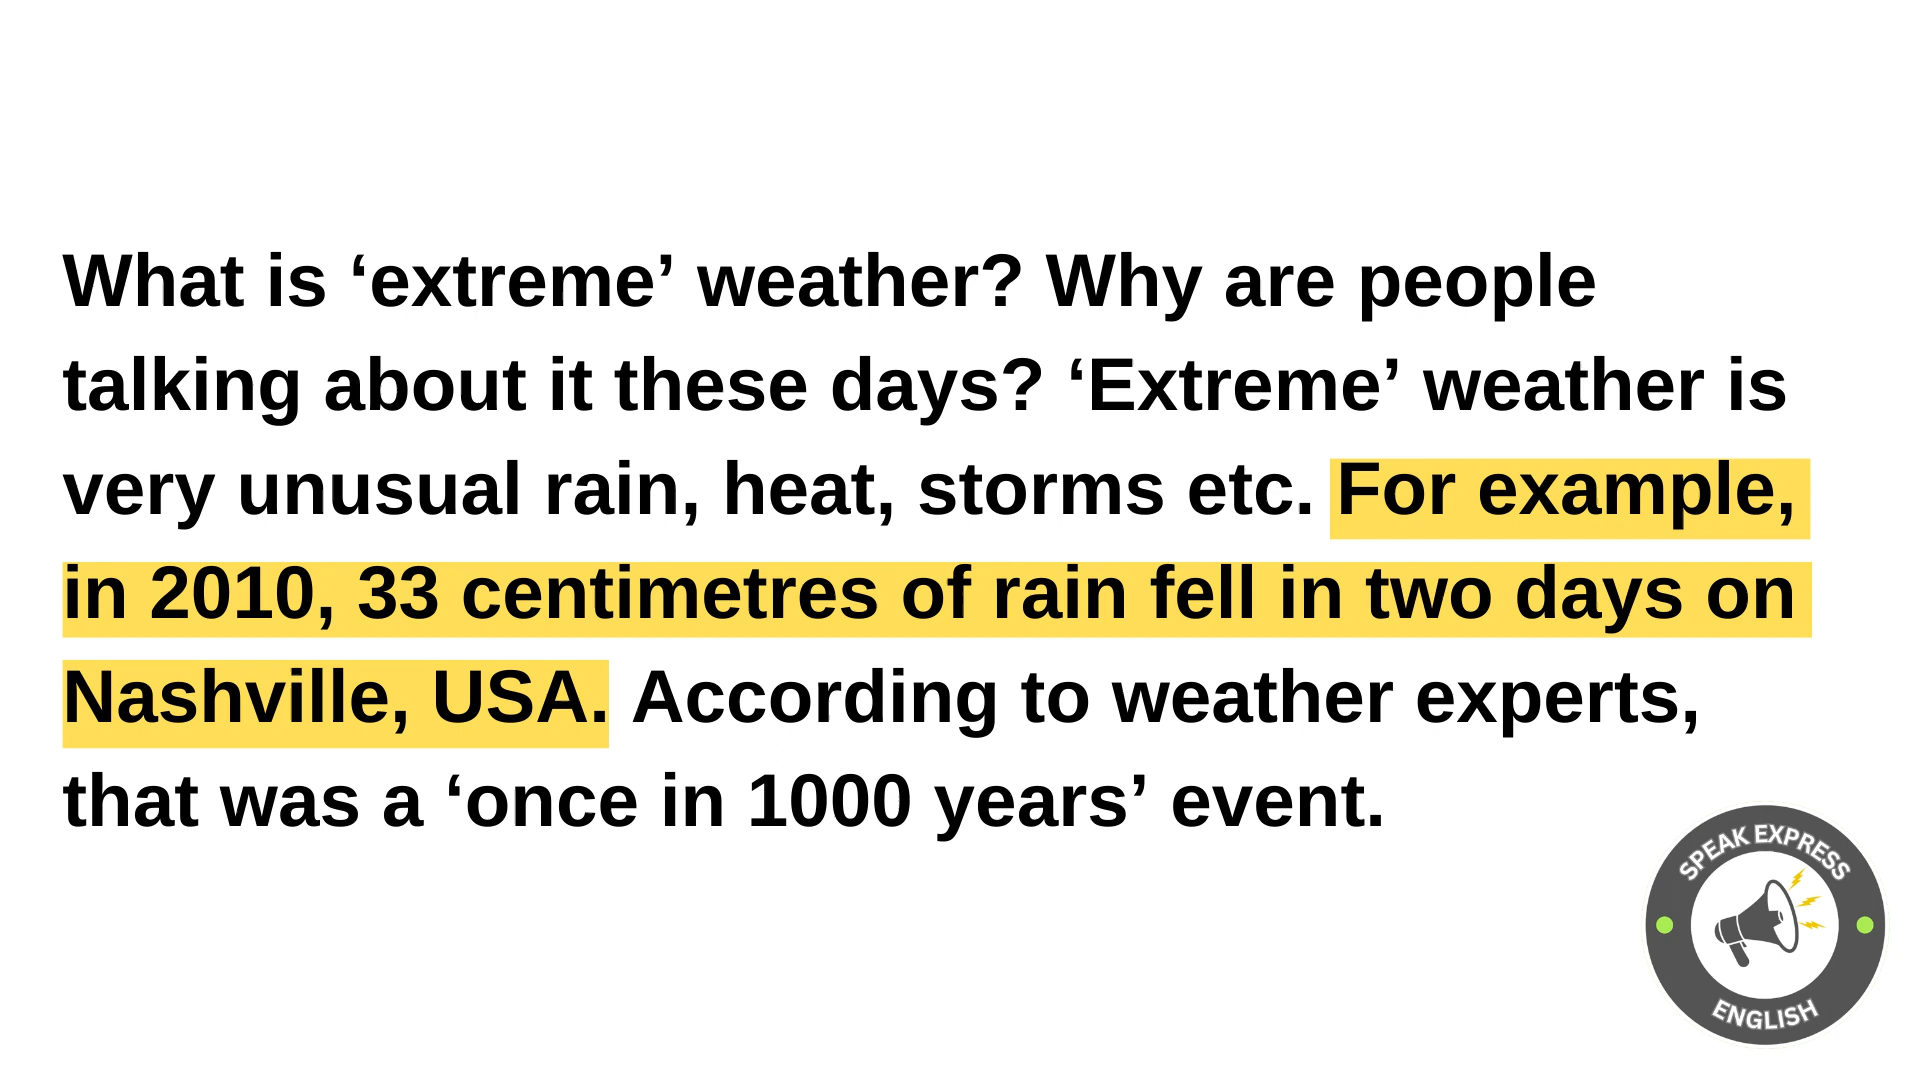 What is ‘extreme’ weather? Why are people
talking about it these days? ‘Extreme’ weather is
very unusual rain, heat, storms etc. For example,
in 2010, 33 centimetres of rain fell in two days on
Nashville, USA. According to weather experts,
that was a ‘once in 1000 years’ event.
SPEAK EXPRESS
ENGLISH